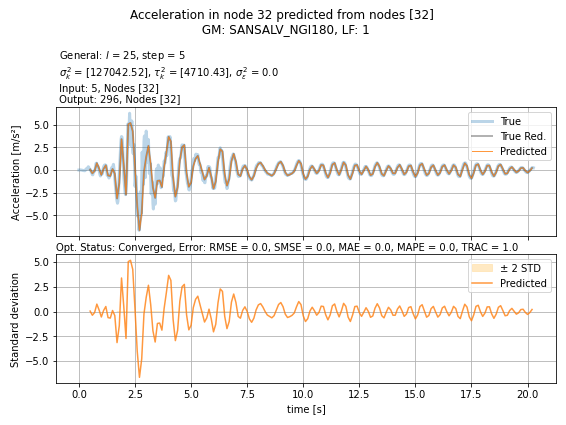 Acceleration in node 32 predicted from nodes [32]
GM: SANSALV_NGI180, LF: 1
General: l = 25, step = 5
σ_k^2 = [127042.52], τ_k^2 = [4710.43], σ_ε^2 = 0.0
Input: 5, Nodes [32]
Output: 296, Nodes [32]
True
True Red.
Predicted
Acceleration [m/s²]
5.0
2.5
0.0
−2.5
−5.0
Opt. Status: Converged, Error: RMSE = 0.0, SMSE = 0.0, MAE = 0.0, MAPE = 0.0, TRAC = 1.0
± 2 STD
Predicted
Standard deviation
5.0
2.5
0.0
−2.5
−5.0
0.0 2.5 5.0 7.5 10.0 12.5 15.0 17.5 20.0
time [s]